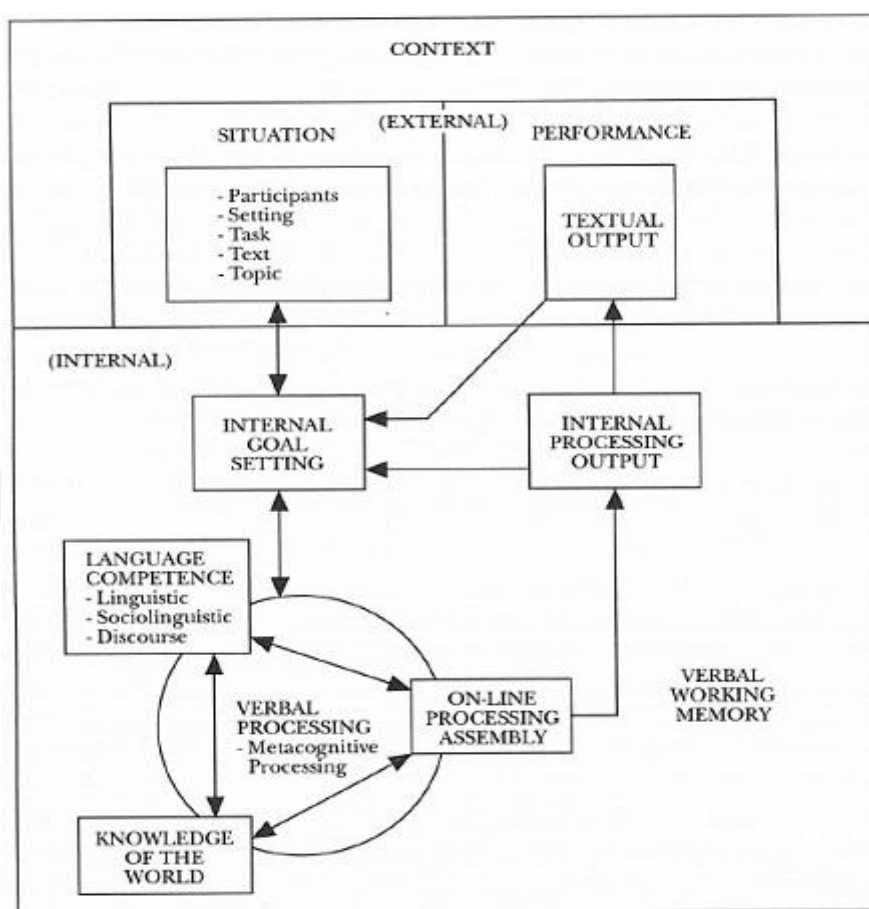 CONTEXT
(EXTERNAL)
SITUATION
- Participants
- Setting
- Task
- Text
- Topic
PERFORMANCE
TEXTUAL
OUTPUT
(INTERNAL)
INTERNAL
GOAL
SETTING
INTERNAL
PROCESSING
OUTPUT
LANGUAGE
COMPETENCE
- Linguistic
- Sociolinguistic
- Discourse
VERBAL
PROCESSING
- Metacognitive
Processing
ON-LINE
PROCESSING
ASSEMBLY
VERBAL
WORKING
MEMORY
KNOWLEDGE
OF THE
WORLD